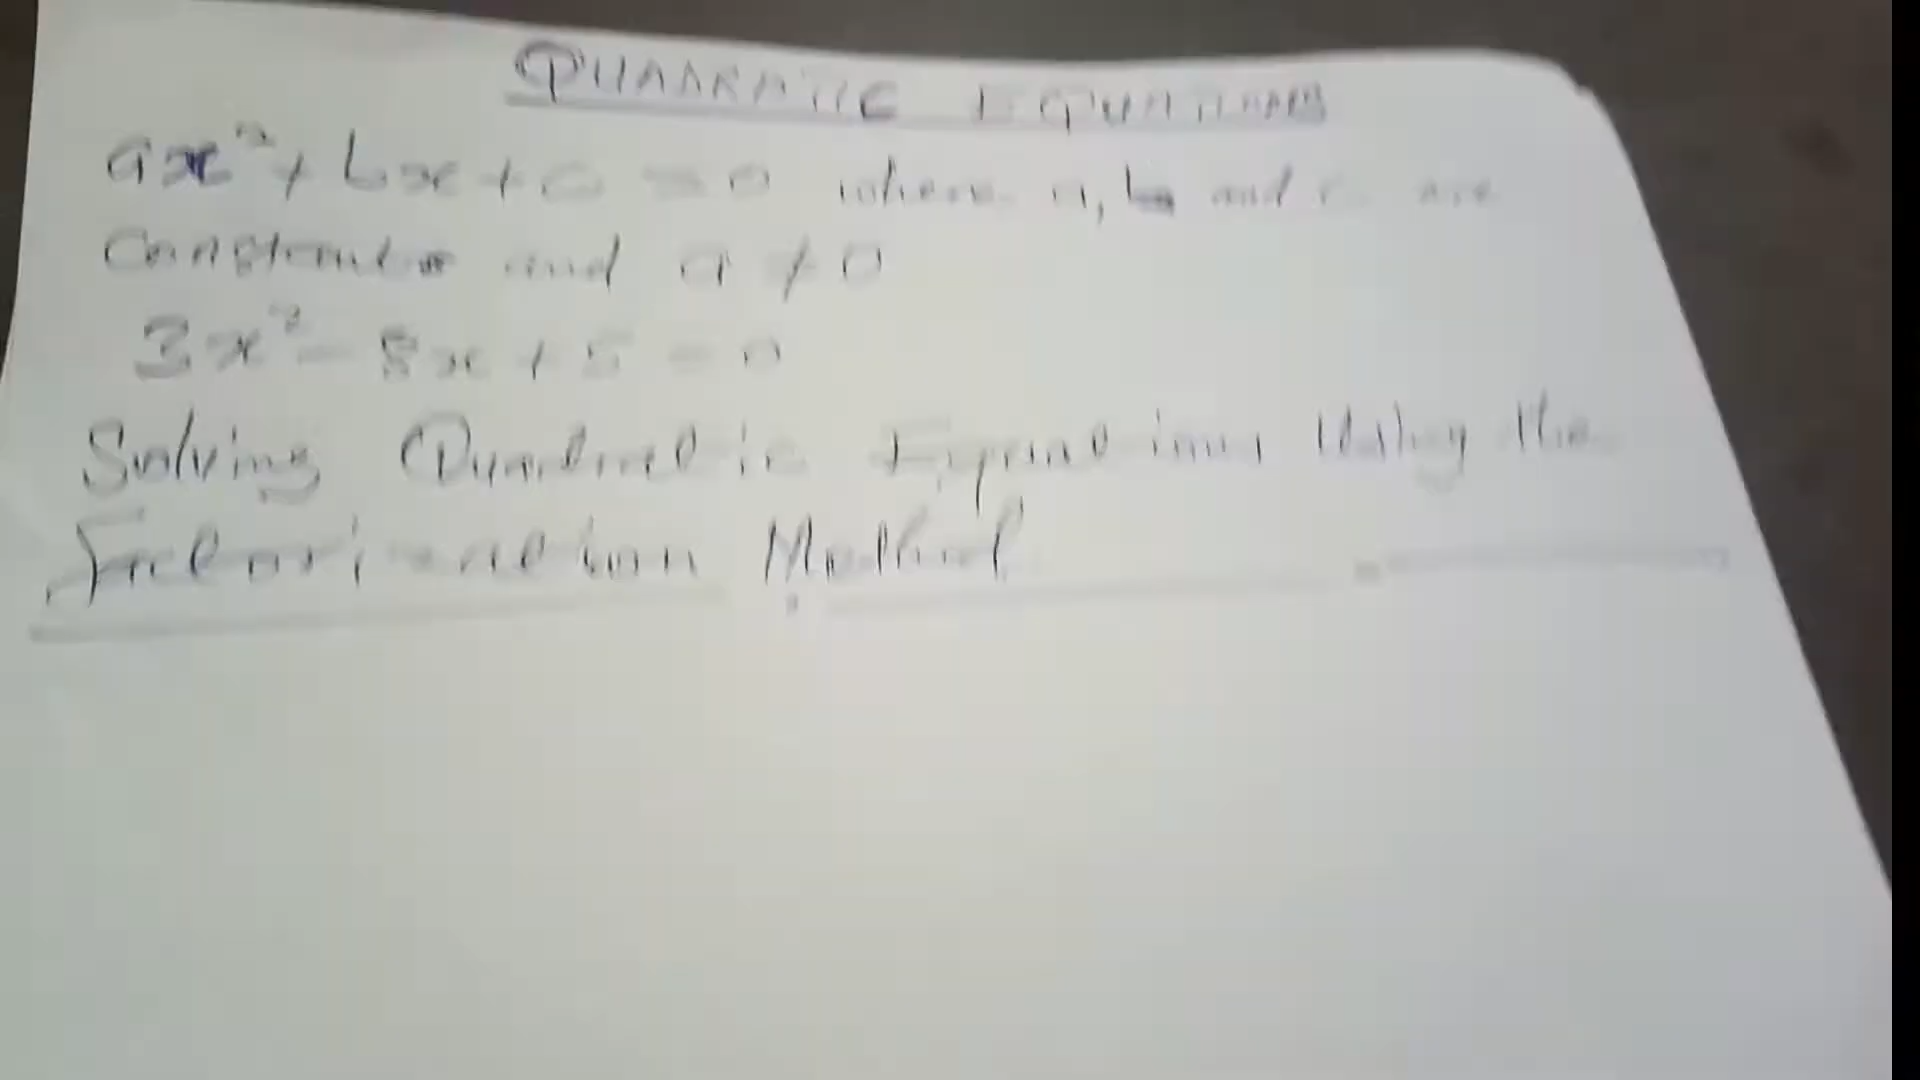 QUADRATIC EQUATIONS
ax² + bx + c = 0 where a, b and c are
Constants and a ≠ 0
3x² - 8x + 5 = 0
Solving Quadratic Equations Using the
Factorization Method